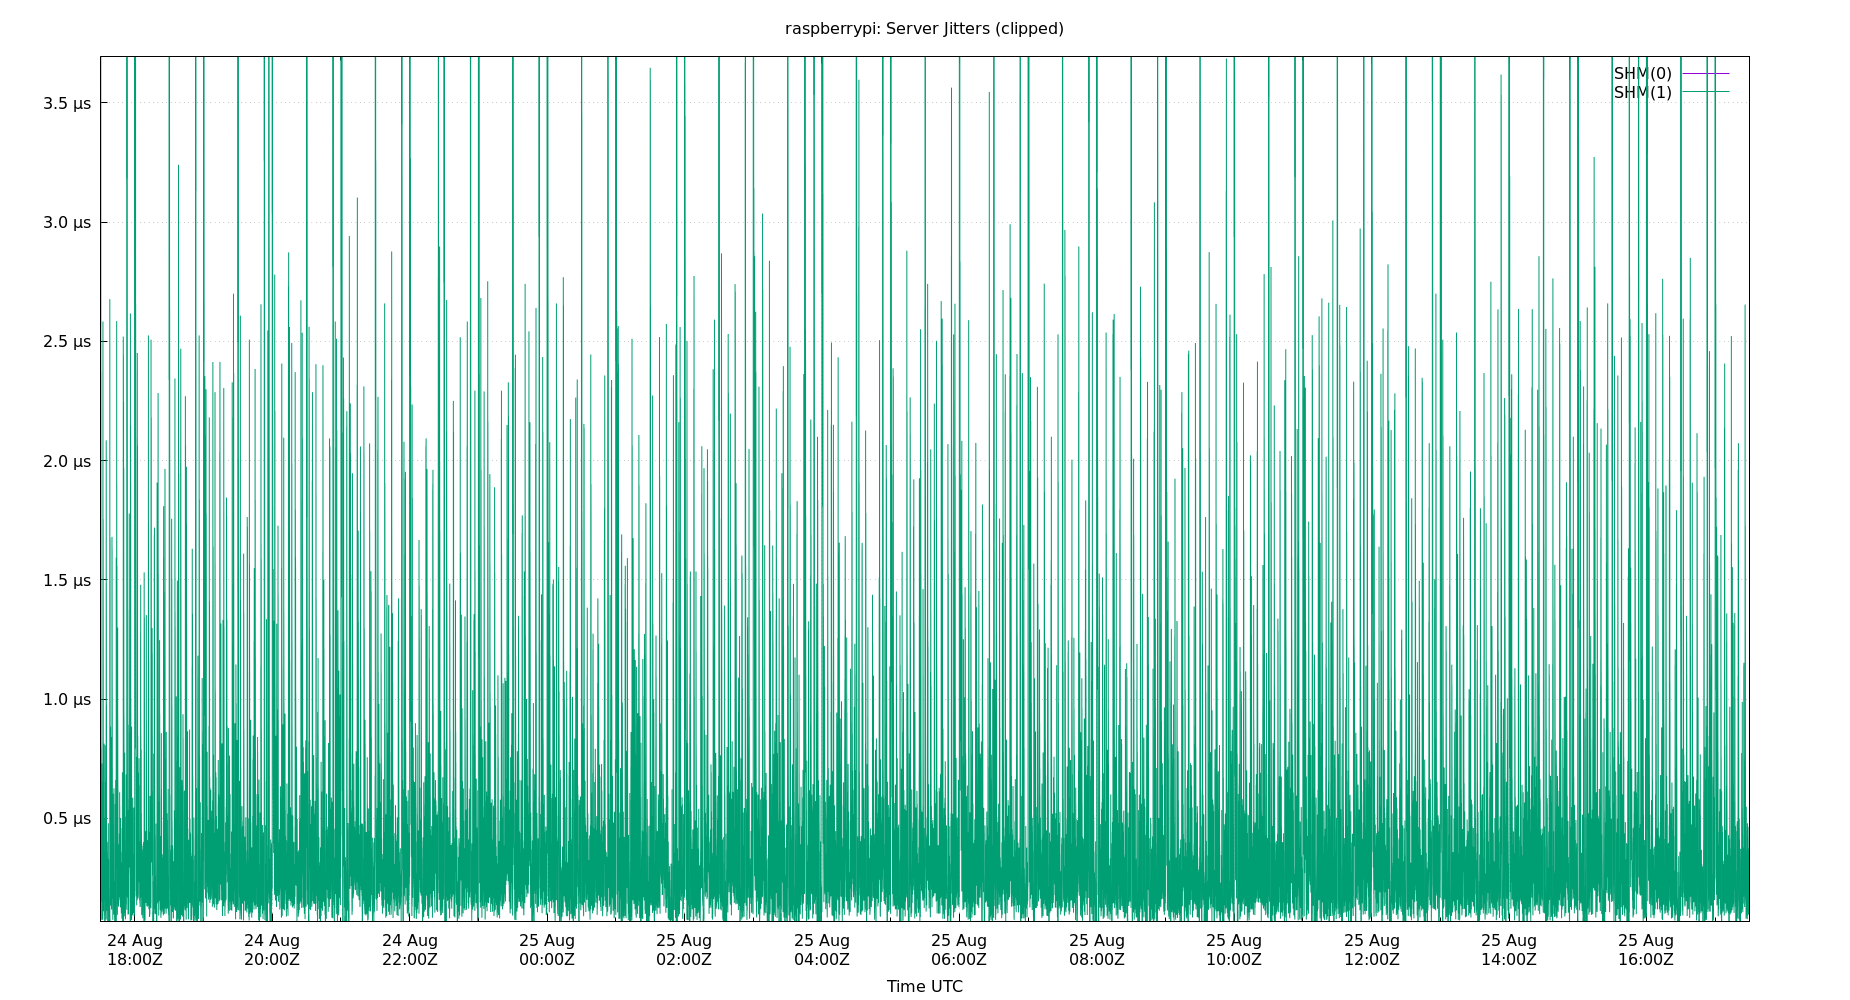 raspberrypi: Server Jitters (clipped)
SHM(0)
SHM(1)
3.5 µs
3.0 µs
2.5 µs
2.0 µs
1.5 µs
1.0 µs
0.5 µs
24 Aug 24 Aug 24 Aug 25 Aug 25 Aug 25 Aug 25 Aug 25 Aug 25 Aug 25 Aug 25 Aug 25 Aug
18:00Z 20:00Z 22:00Z 00:00Z 02:00Z 04:00Z 06:00Z 08:00Z 10:00Z 12:00Z 14:00Z 16:00Z
Time UTC